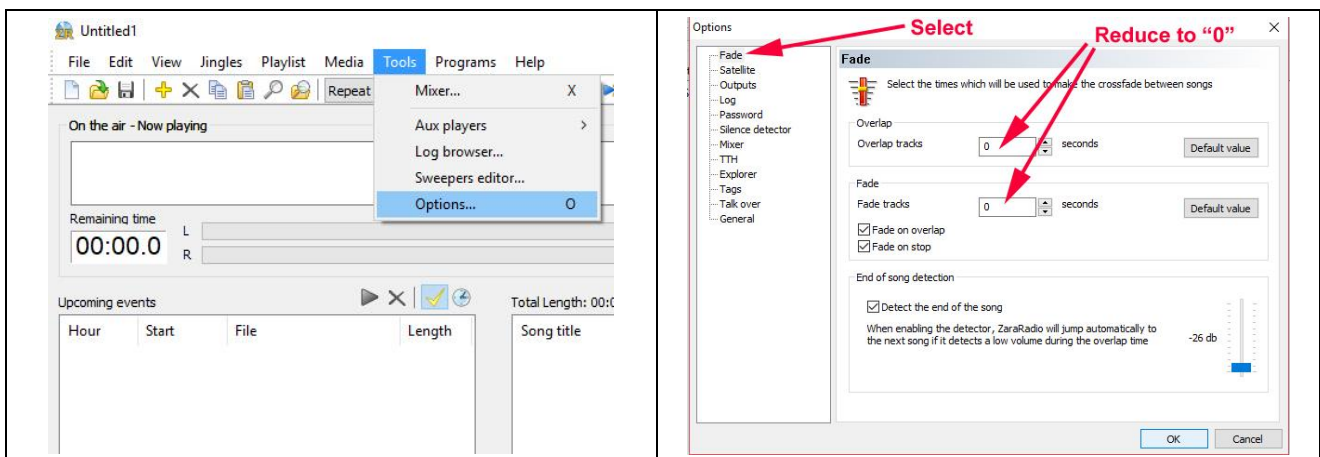 Untitled1
File Edit View Jingles Playlist Media Tools Programs Help
Repeat
Mixer... X
Aux players >
Log browser...
Sweepers editor...
Options... O
On the air - Now playing
Remaining time
00:00.0
L
R
Upcoming events
Total Length: 00:
Hour Start File Length
Song title
Options
Select
Reduce to “0”
Fade
Satellite
Outputs
Log
Password
Silence detector
Mixer
TTH
Explorer
Tags
Talk over
General
Fade
Select the times which will be used to make the crossfade between songs
Overlap
Overlap tracks 0 seconds Default value
Fade
Fade tracks 0 seconds Default value
Fade on overlap
Fade on stop
End of song detection
Detect the end of the song
When enabling the detector, ZaraRadio will jump automatically to
the next song if it detects a low volume during the overlap time
-26 db
OK Cancel